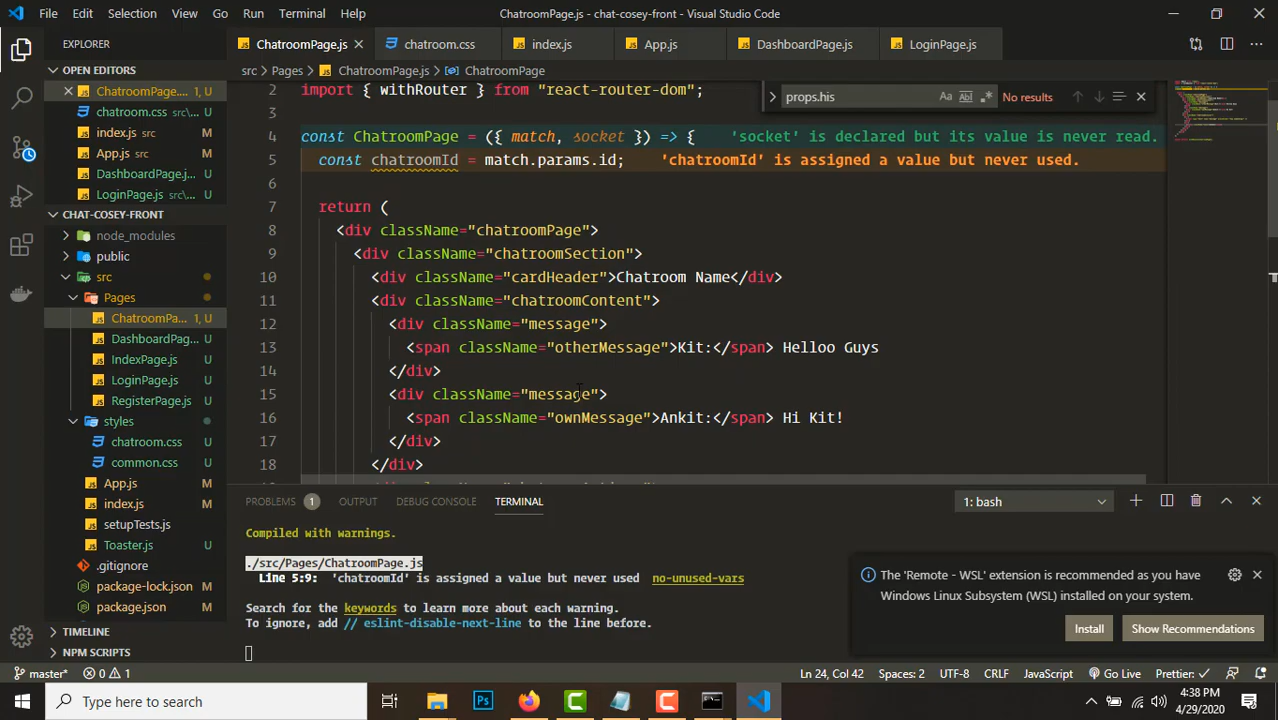 File Edit Selection View Go Run Terminal Help ChatroomPage.js - chat-cosey-front - Visual Studio Code
EXPLORER
ChatroomPage.js chatroom.css index.js App.js DashboardPage.js LoginPage.js
OPEN EDITORS
src > Pages > ChatroomPage.js > ChatroomPage
ChatroomPage.... 1, U
chatroom.css src\...
index.js src M
App.js src M
DashboardPage.j... U
LoginPage.js src\... U
CHAT-COSEY-FRONT
node_modules
public
src
Pages
ChatroomPa... 1, U
DashboardPag... U
IndexPage.js U
LoginPage.js U
RegisterPage.js U
styles
chatroom.css U
common.css U
App.js M
index.js M
setupTests.js
Toaster.js U
.gitignore
package-lock.json M
package.json M
TIMELINE
NPM SCRIPTS
props.his Aa Ab| .* No results
2 import { withRouter } from "react-router-dom";
3
4 const ChatroomPage = ({ match, socket }) => { 'socket' is declared but its value is never read.
5 const chatroomId = match.params.id; 'chatroomId' is assigned a value but never used.
6
7 return (
8 <div className="chatroomPage">
9 <div className="chatroomSection">
10 <div className="cardHeader">Chatroom Name</div>
11 <div className="chatroomContent">
12 <div className="message">
13 <span className="otherMessage">Kit:</span> Helloo Guys
14 </div>
15 <div className="message">
16 <span className="ownMessage">Ankit:</span> Hi Kit!
17 </div>
18 </div>
PROBLEMS 1 OUTPUT DEBUG CONSOLE TERMINAL 1: bash
Compiled with warnings.
./src/Pages/ChatroomPage.js
Line 5:9: 'chatroomId' is assigned a value but never used no-unused-vars
Search for the keywords to learn more about each warning.
To ignore, add // eslint-disable-next-line to the line before.
The 'Remote - WSL' extension is recommended as you have
Windows Linux Subsystem (WSL) installed on your system.
Install Show Recommendations
master* 0 1 Ln 24, Col 42 Spaces: 2 UTF-8 CRLF JavaScript Go Live Prettier: ✓
Type here to search
4:38 PM
4/29/2020